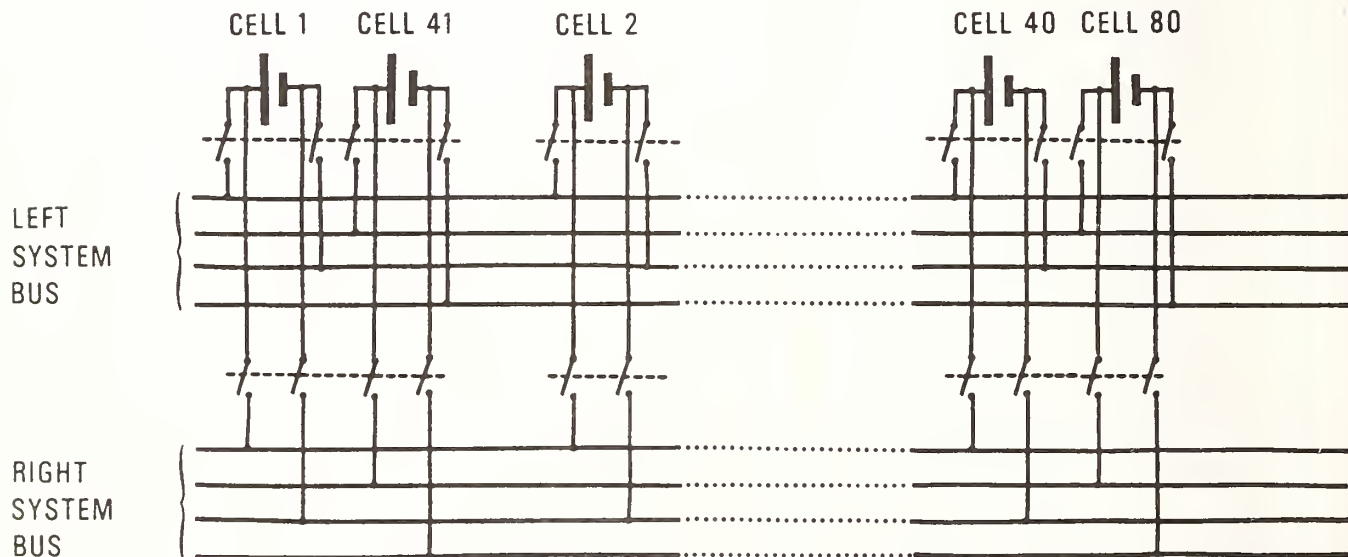 CELL 1 CELL 41 CELL 2 CELL 40 CELL 80
LEFT
SYSTEM
BUS
RIGHT
SYSTEM
BUS